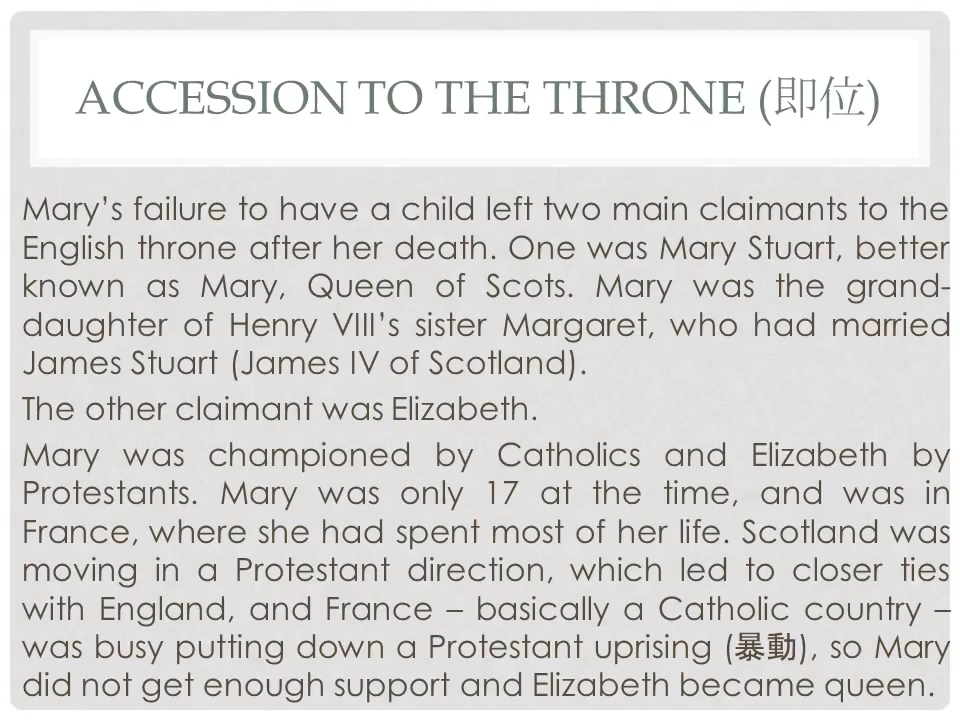 ACCESSION TO THE THRONE (即位)
Mary’s failure to have a child left two main claimants to the
English throne after her death. One was Mary Stuart, better
known as Mary, Queen of Scots. Mary was the grand-
daughter of Henry VIII’s sister Margaret, who had married
James Stuart (James IV of Scotland).
The other claimant was Elizabeth.
Mary was championed by Catholics and Elizabeth by
Protestants. Mary was only 17 at the time, and was in
France, where she had spent most of her life. Scotland was
moving in a Protestant direction, which led to closer ties
with England, and France – basically a Catholic country –
was busy putting down a Protestant uprising (暴動), so Mary
did not get enough support and Elizabeth became queen.